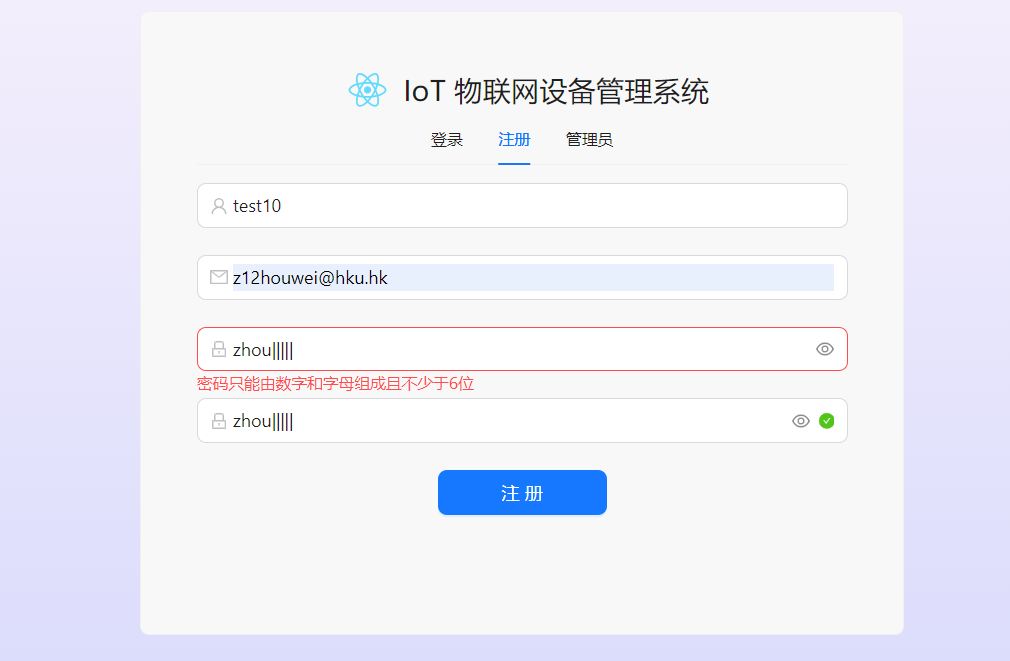 IoT 物联网设备管理系统
登录 注册 管理员
test10
z12houwei@hku.hk
zhou|||||
密码只能由数字和字母组成且不少于6位
zhou|||||
注 册